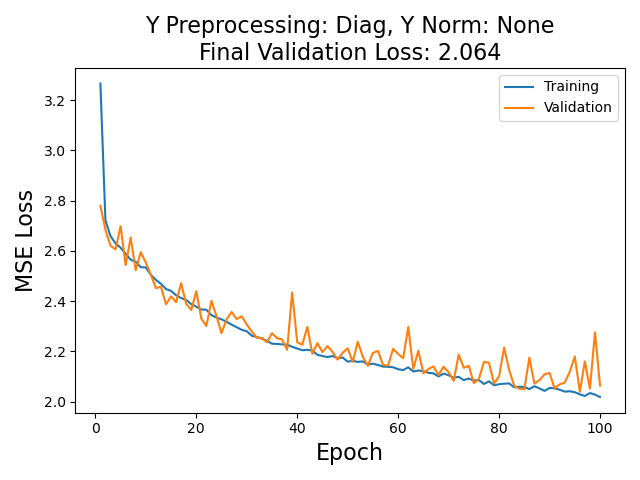 Y Preprocessing: Diag, Y Norm: None
Final Validation Loss: 2.064
Training
Validation
MSE Loss
3.2
3.0
2.8
2.6
2.4
2.2
2.0
0 20 40 60 80 100
Epoch